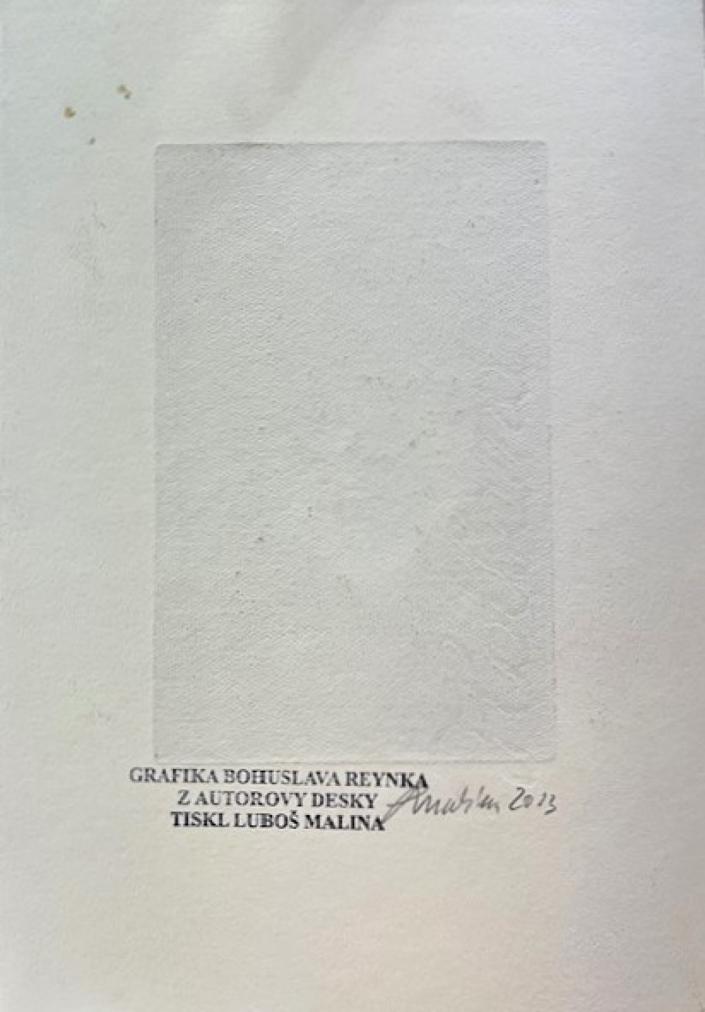 GRAFIKA BOHUSLAVA REYNKA
Z AUTOROVY DESKY
TISKL LUBOŠ MALINA
2013